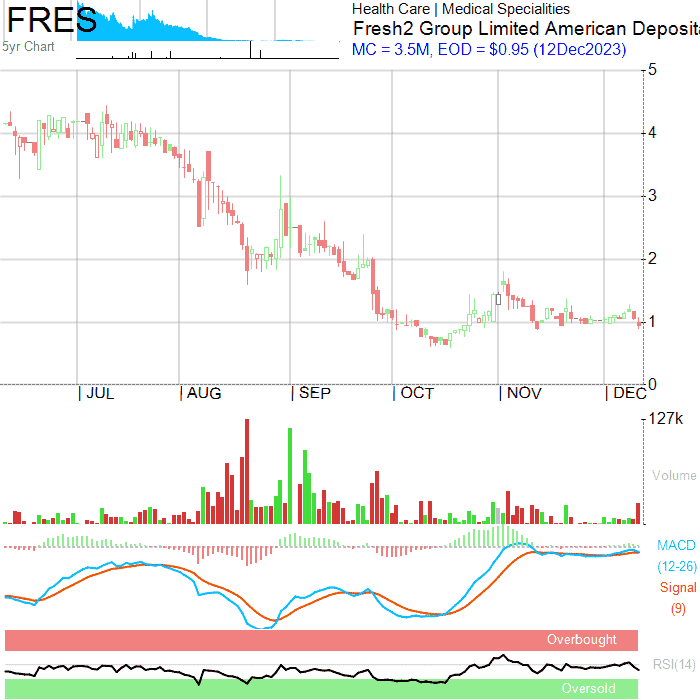 FRES
5yr Chart
Health Care | Medical Specialities
Fresh2 Group Limited American Deposit
MC = 3.5M, EOD = $0.95 (12Dec2023)
5
4
3
2
1
0
| JUL | AUG | SEP | OCT | NOV | DEC
127k
Volume
MACD
(12-26)
Signal
(9)
Overbought
RSI(14)
Oversold